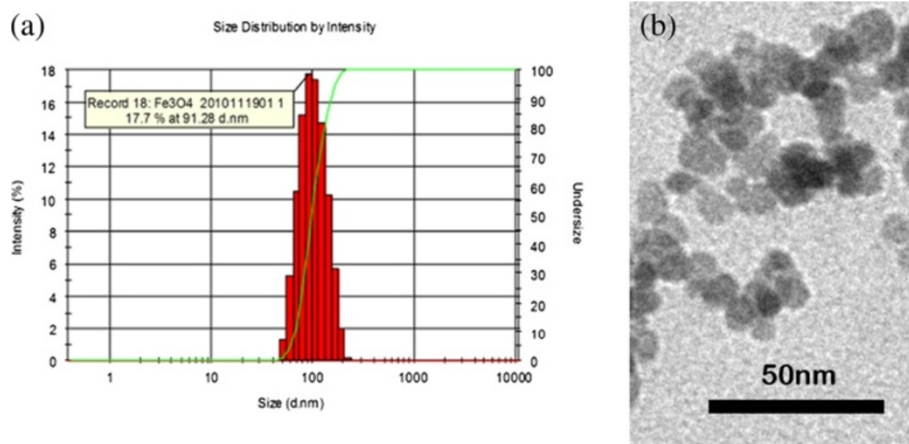 (a)
Size Distribution by Intensity
Record 18: Fe3O4 2010111901 1
17.7 % at 91.28 d.nm
18
16
14
12
10
8
6
4
2
0
Intensity (%)
100
90
80
70
60
50
40
30
20
10
0
Undersize
1 10 100 1000 10000
Size (d.nm)
(b)
50nm